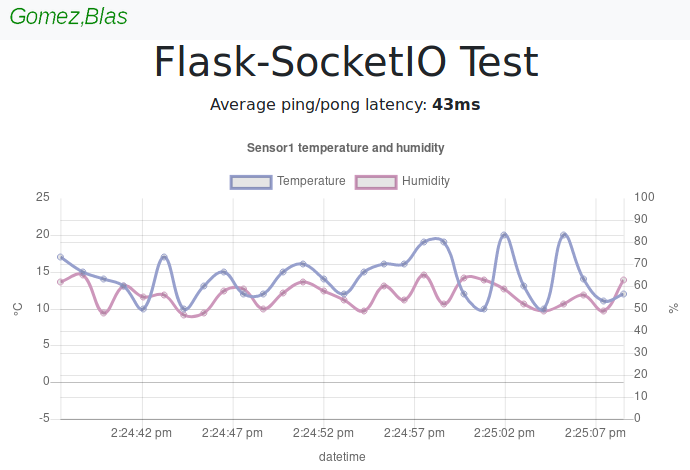 Gomez,Blas
Flask-SocketIO Test
Average ping/pong latency: 43ms
Sensor1 temperature and humidity
Temperature Humidity
25 100
90
20 80
70
15 60
10 50
40
5 30
20
0 10
-5 0
°C
%
2:24:42 pm 2:24:47 pm 2:24:52 pm 2:24:57 pm 2:25:02 pm 2:25:07 pm
datetime